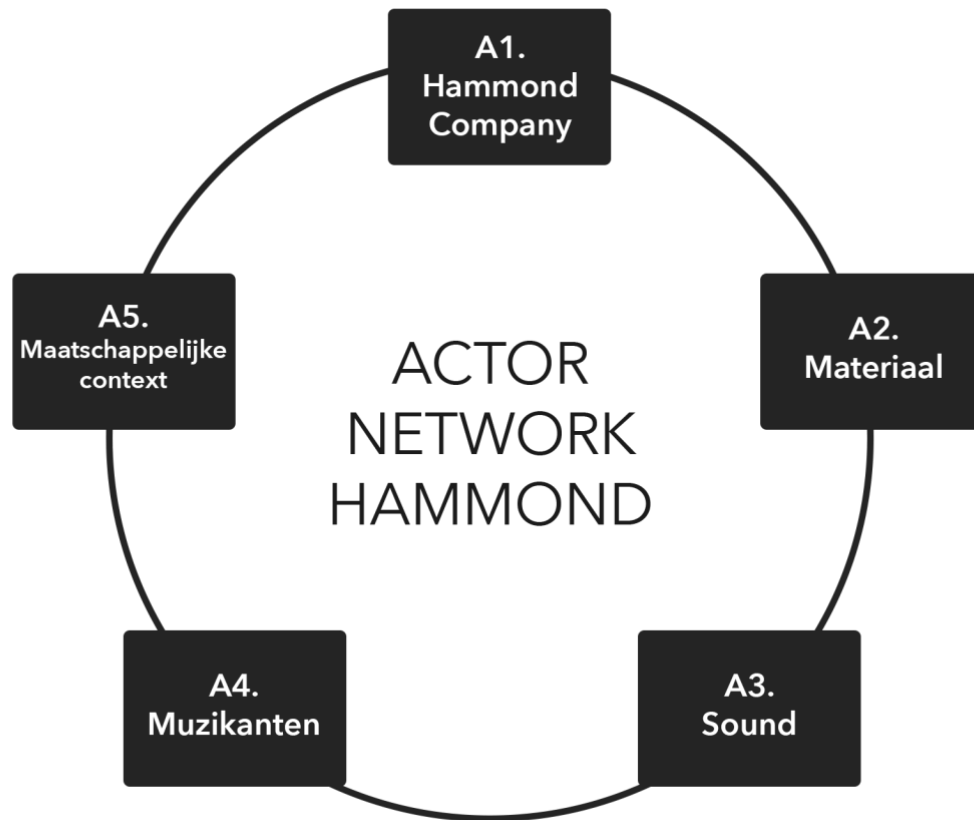 A1.
Hammond
Company
A5.
Maatschappelijke
context
A2.
Materiaal
ACTOR
NETWORK
HAMMOND
A4.
Muzikanten
A3.
Sound